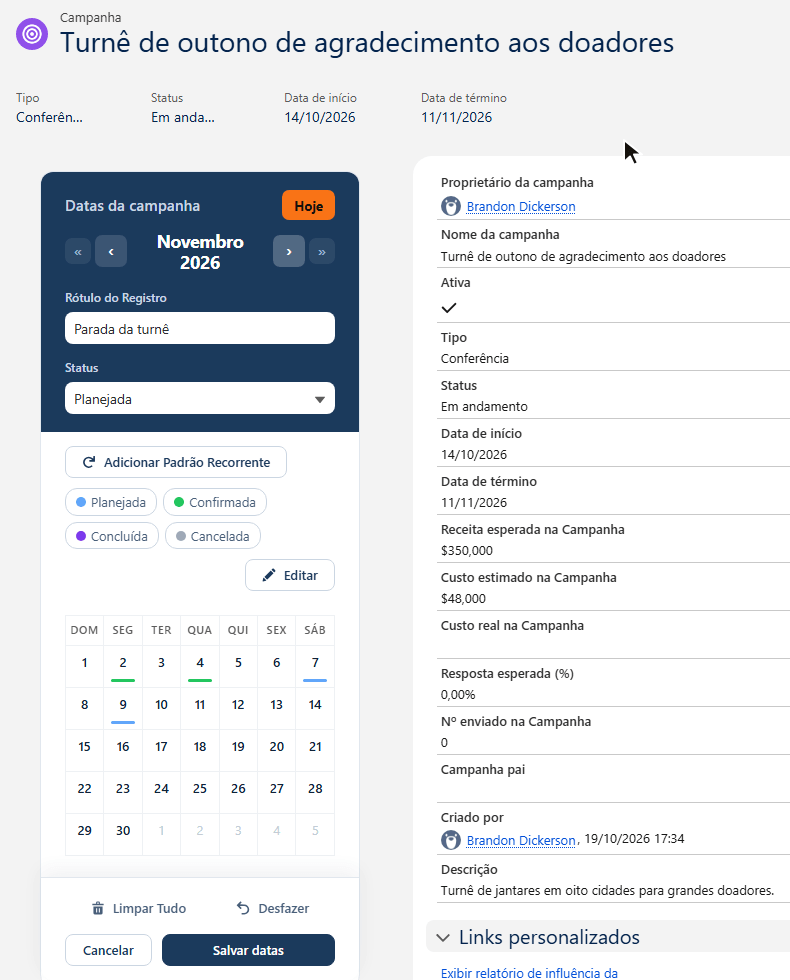 Campanha
Turnê de outono de agradecimento aos doadores
Tipo
Status
Data de início
Data de término
Conferên...
Em anda...
14/10/2026
11/11/2026
Datas da campanha
Hoje
«
‹
Novembro
2026
›
»
Rótulo do Registro
Parada da turnê
Status
Planejada
Adicionar Padrão Recorrente
Planejada
Confirmada
Concluída
Cancelada
Editar
DOM SEG TER QUA QUI SEX SÁB
1 2 3 4 5 6 7
8 9 10 11 12 13 14
15 16 17 18 19 20 21
22 23 24 25 26 27 28
29 30 1 2 3 4 5
Limpar Tudo
Desfazer
Cancelar
Salvar datas
Proprietário da campanha
Brandon Dickerson
Nome da campanha
Turnê de outono de agradecimento aos doadores
Ativa
Tipo
Conferência
Status
Em andamento
Data de início
14/10/2026
Data de término
11/11/2026
Receita esperada na Campanha
$350,000
Custo estimado na Campanha
$48,000
Custo real na Campanha
Resposta esperada (%)
0,00%
Nº enviado na Campanha
0
Campanha pai
Criado por
Brandon Dickerson, 19/10/2026 17:34
Descrição
Turnê de jantares em oito cidades para grandes doadores.
Links personalizados
Exibir relatório de influência da